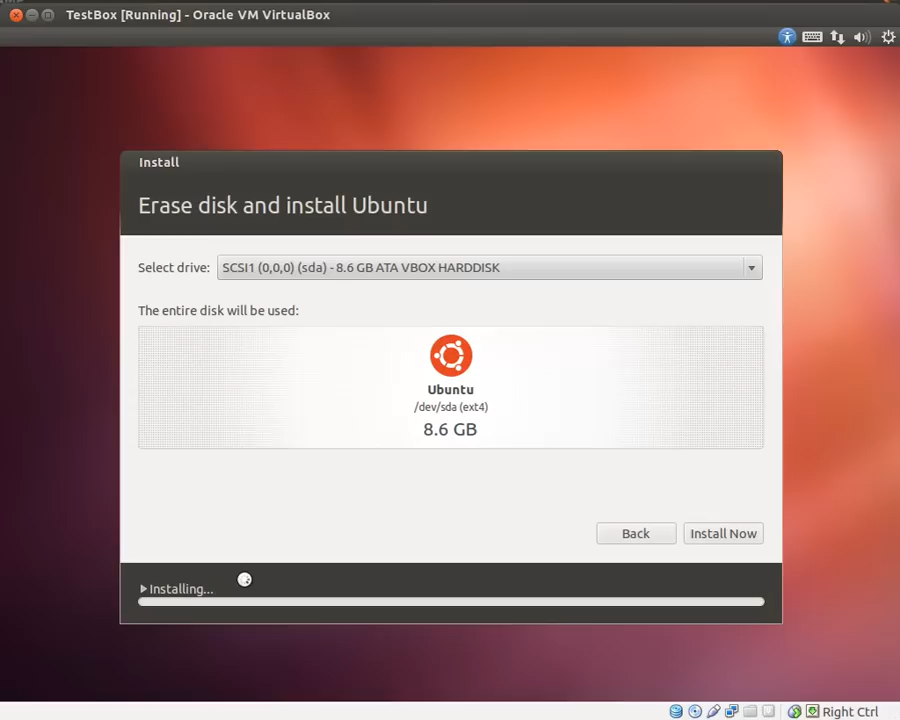 TestBox [Running] - Oracle VM VirtualBox
Install
Erase disk and install Ubuntu
Select drive: SCSI1 (0,0,0) (sda) - 8.6 GB ATA VBOX HARDDISK
The entire disk will be used:
Ubuntu
/dev/sda (ext4)
8.6 GB
Back Install Now
Installing...
Right Ctrl